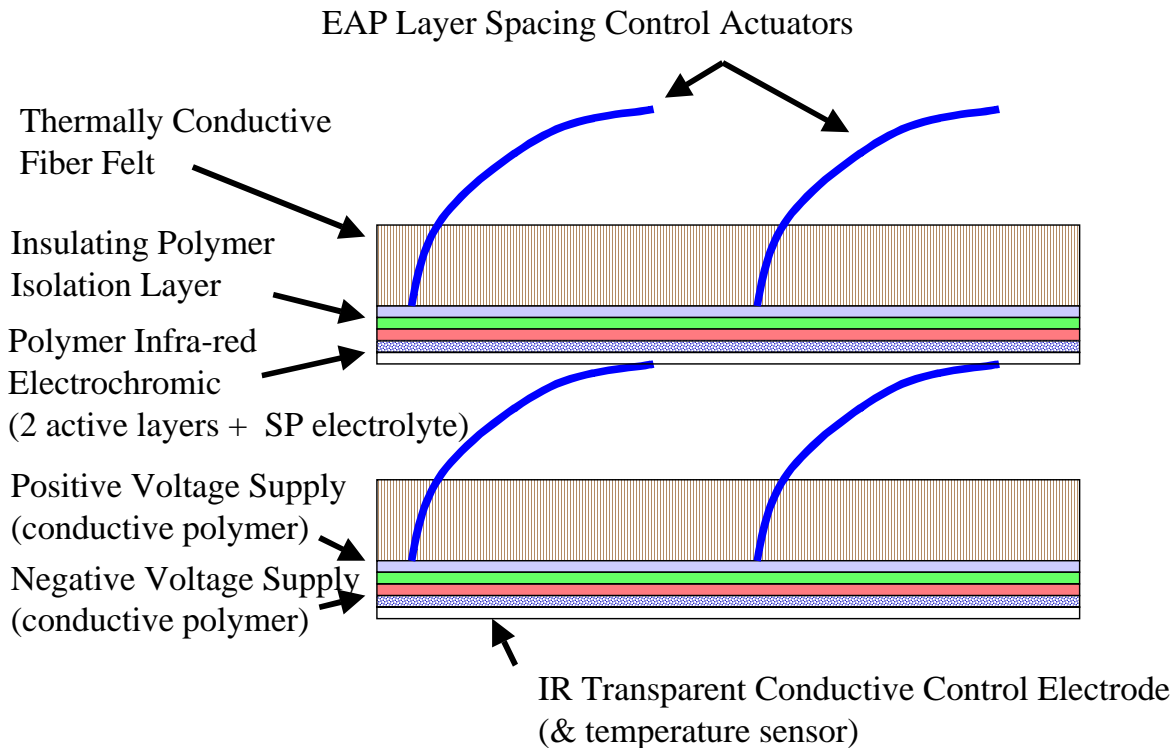 EAP Layer Spacing Control Actuators
Thermally Conductive
Fiber Felt
Insulating Polymer
Isolation Layer
Polymer Infra-red
Electrochromic
(2 active layers + SP electrolyte)
Positive Voltage Supply
(conductive polymer)
Negative Voltage Supply
(conductive polymer)
IR Transparent Conductive Control Electrode
(& temperature sensor)